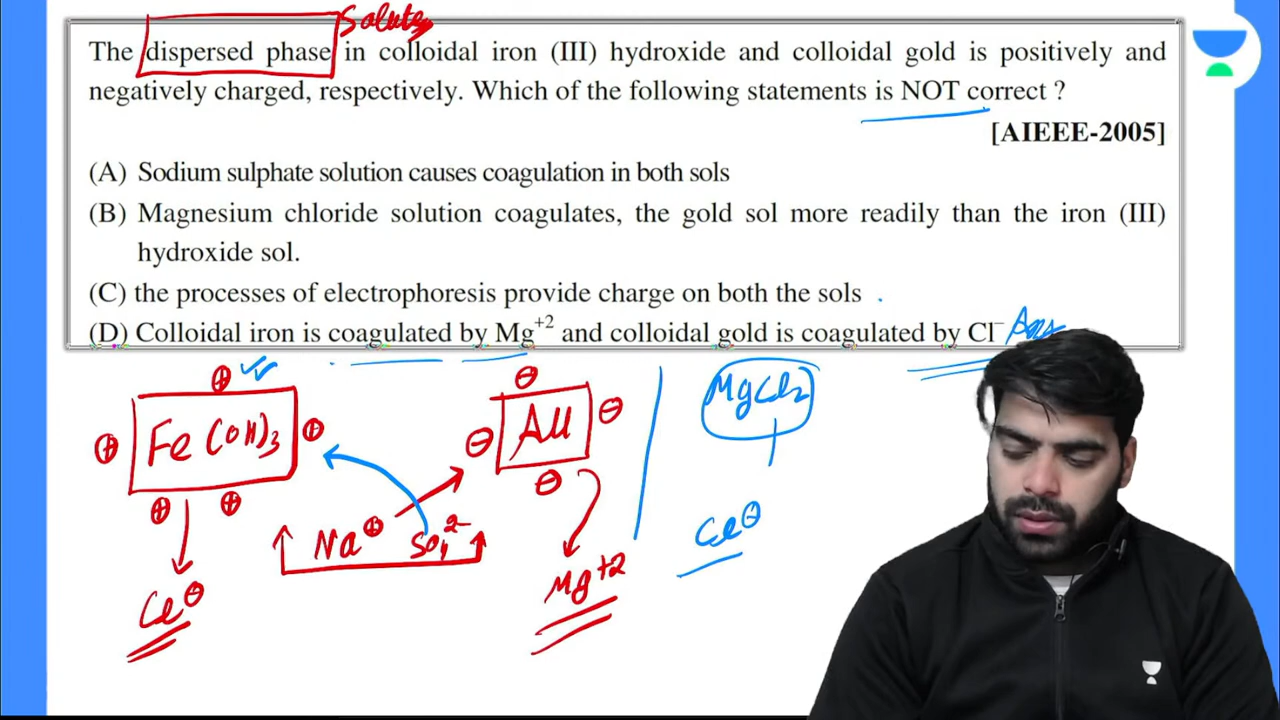 Solute
The dispersed phase in colloidal iron (III) hydroxide and colloidal gold is positively and
negatively charged, respectively. Which of the following statements is NOT correct ?
[AIEEE-2005]
(A) Sodium sulphate solution causes coagulation in both sols
(B) Magnesium chloride solution coagulates, the gold sol more readily than the iron (III)
hydroxide sol.
(C) the processes of electrophoresis provide charge on both the sols .
(D) Colloidal iron is coagulated by Mg⁺² and colloidal gold is coagulated by Cl⁻ Ans
⊕ ⊖ MgCl₂
⊕ Fe(OH)₃ ⊕ ⊖ Au ⊖
⊕ ⊕ ⊖
Na⊕ SO₄²⁻ Cl⊖
Cl⊖ Mg⁺²